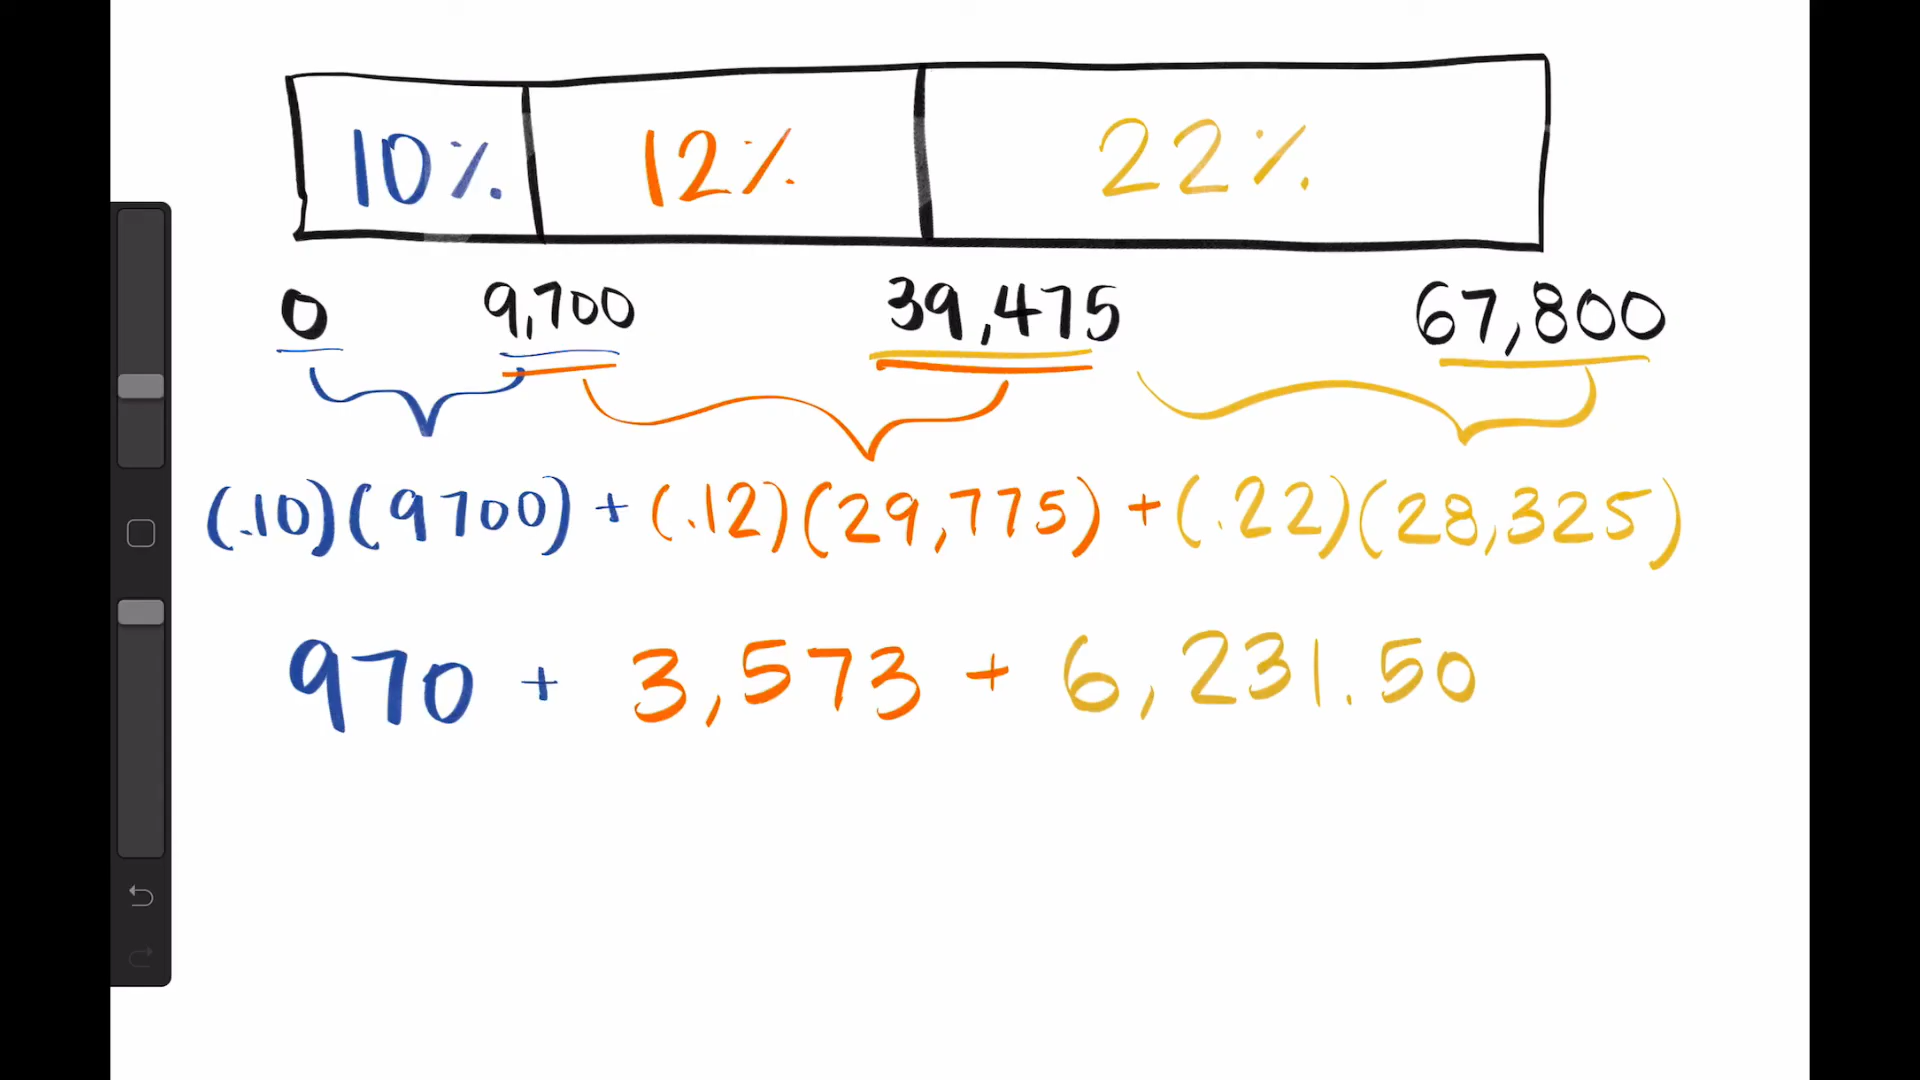 10% 12% 22%
0 9,700 39,475 67,800
(.10)(9700) + (.12)(29,775) + (.22)(28,325)
970 + 3,573 + 6,231.50